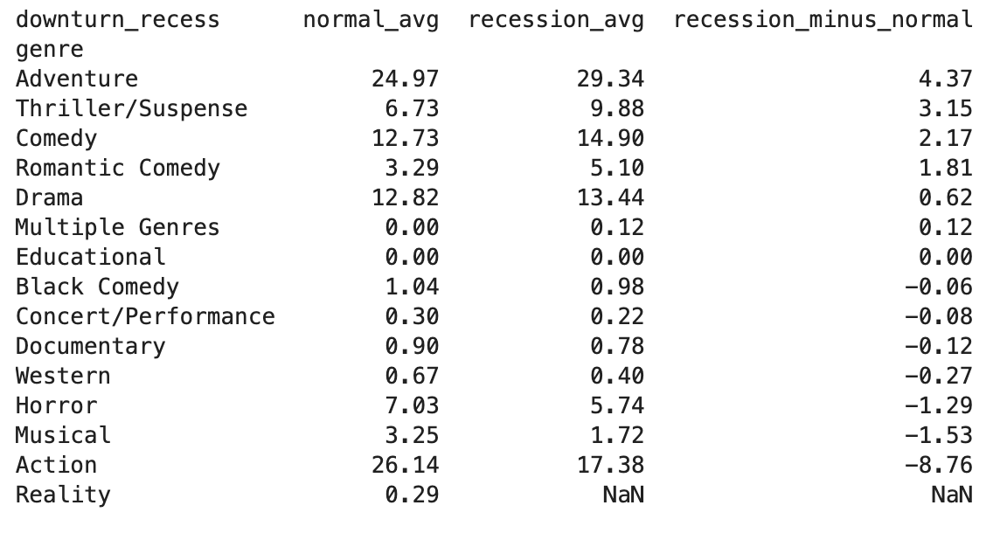 downturn_recess normal_avg recession_avg recession_minus_normal
genre
Adventure 24.97 29.34 4.37
Thriller/Suspense 6.73 9.88 3.15
Comedy 12.73 14.90 2.17
Romantic Comedy 3.29 5.10 1.81
Drama 12.82 13.44 0.62
Multiple Genres 0.00 0.12 0.12
Educational 0.00 0.00 0.00
Black Comedy 1.04 0.98 −0.06
Concert/Performance 0.30 0.22 −0.08
Documentary 0.90 0.78 −0.12
Western 0.67 0.40 −0.27
Horror 7.03 5.74 −1.29
Musical 3.25 1.72 −1.53
Action 26.14 17.38 −8.76
Reality 0.29 NaN NaN